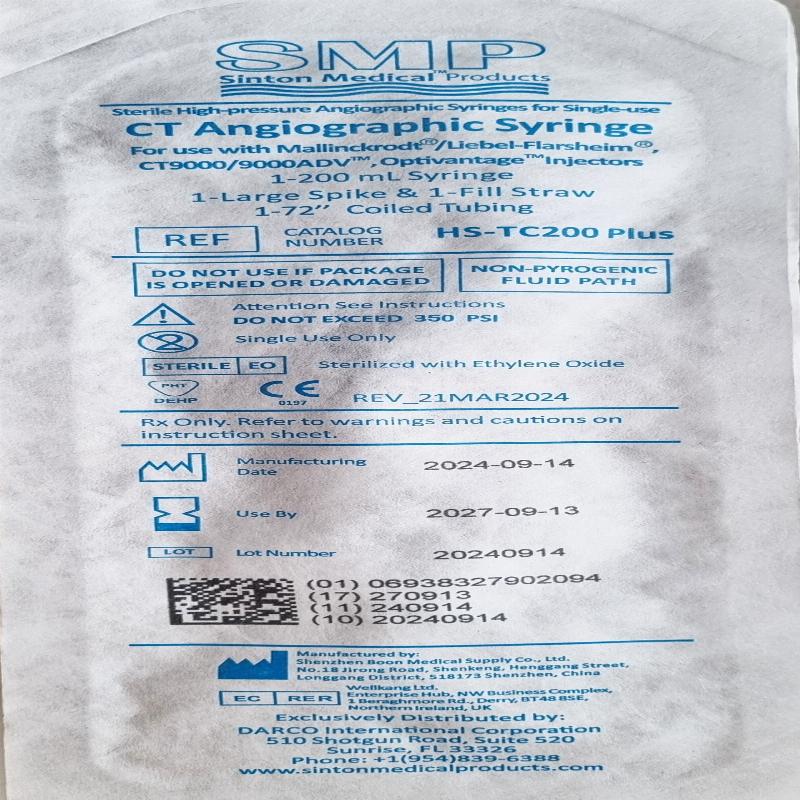 SMP
Sinton Medical™Products
Sterile High-pressure Angiographic Syringes for Single-use
CT Angiographic Syringe
For use with Mallinckrodt®/Liebel-Flarsheim®,
CT9000/9000ADV™, Optivantage™Injectors
1-200 mL Syringe
1-Large Spike & 1-Fill Straw
1-72” Coiled Tubing
REF CATALOG NUMBER HS-TC200 Plus
DO NOT USE IF PACKAGE
IS OPENED OR DAMAGED
NON-PYROGENIC
FLUID PATH
Attention See Instructions
DO NOT EXCEED 350 PSI
2 Single Use Only
STERILE EO Sterilized with Ethylene Oxide
PHT
DEHP
CE
0197
REV_21MAR2024
Rx Only. Refer to warnings and cautions on
instruction sheet.
Manufacturing
Date
2024-09-14
Use By 2027-09-13
LOT Lot Number 20240914
(01) 06938327902094
(17) 270913
(11) 240914
(10) 20240914
Manufactured by:
Shenzhen Boon Medical Supply Co., Ltd.
No.18 Jirong Road, Shenkeng, Henggang Street,
Longgang District, 518173 Shenzhen, China
EC RER
Wellkang Ltd.
Enterprise Hub, NW Business Complex,
1 Beraghmore Rd., Derry, BT48 8SE,
Northern Ireland, UK
Exclusively Distributed by:
DARCO International Corporation
510 Shotgun Road, Suite 520
Sunrise, FL 33326
Phone: +1(954)839-6388
www.sintonmedicalproducts.com